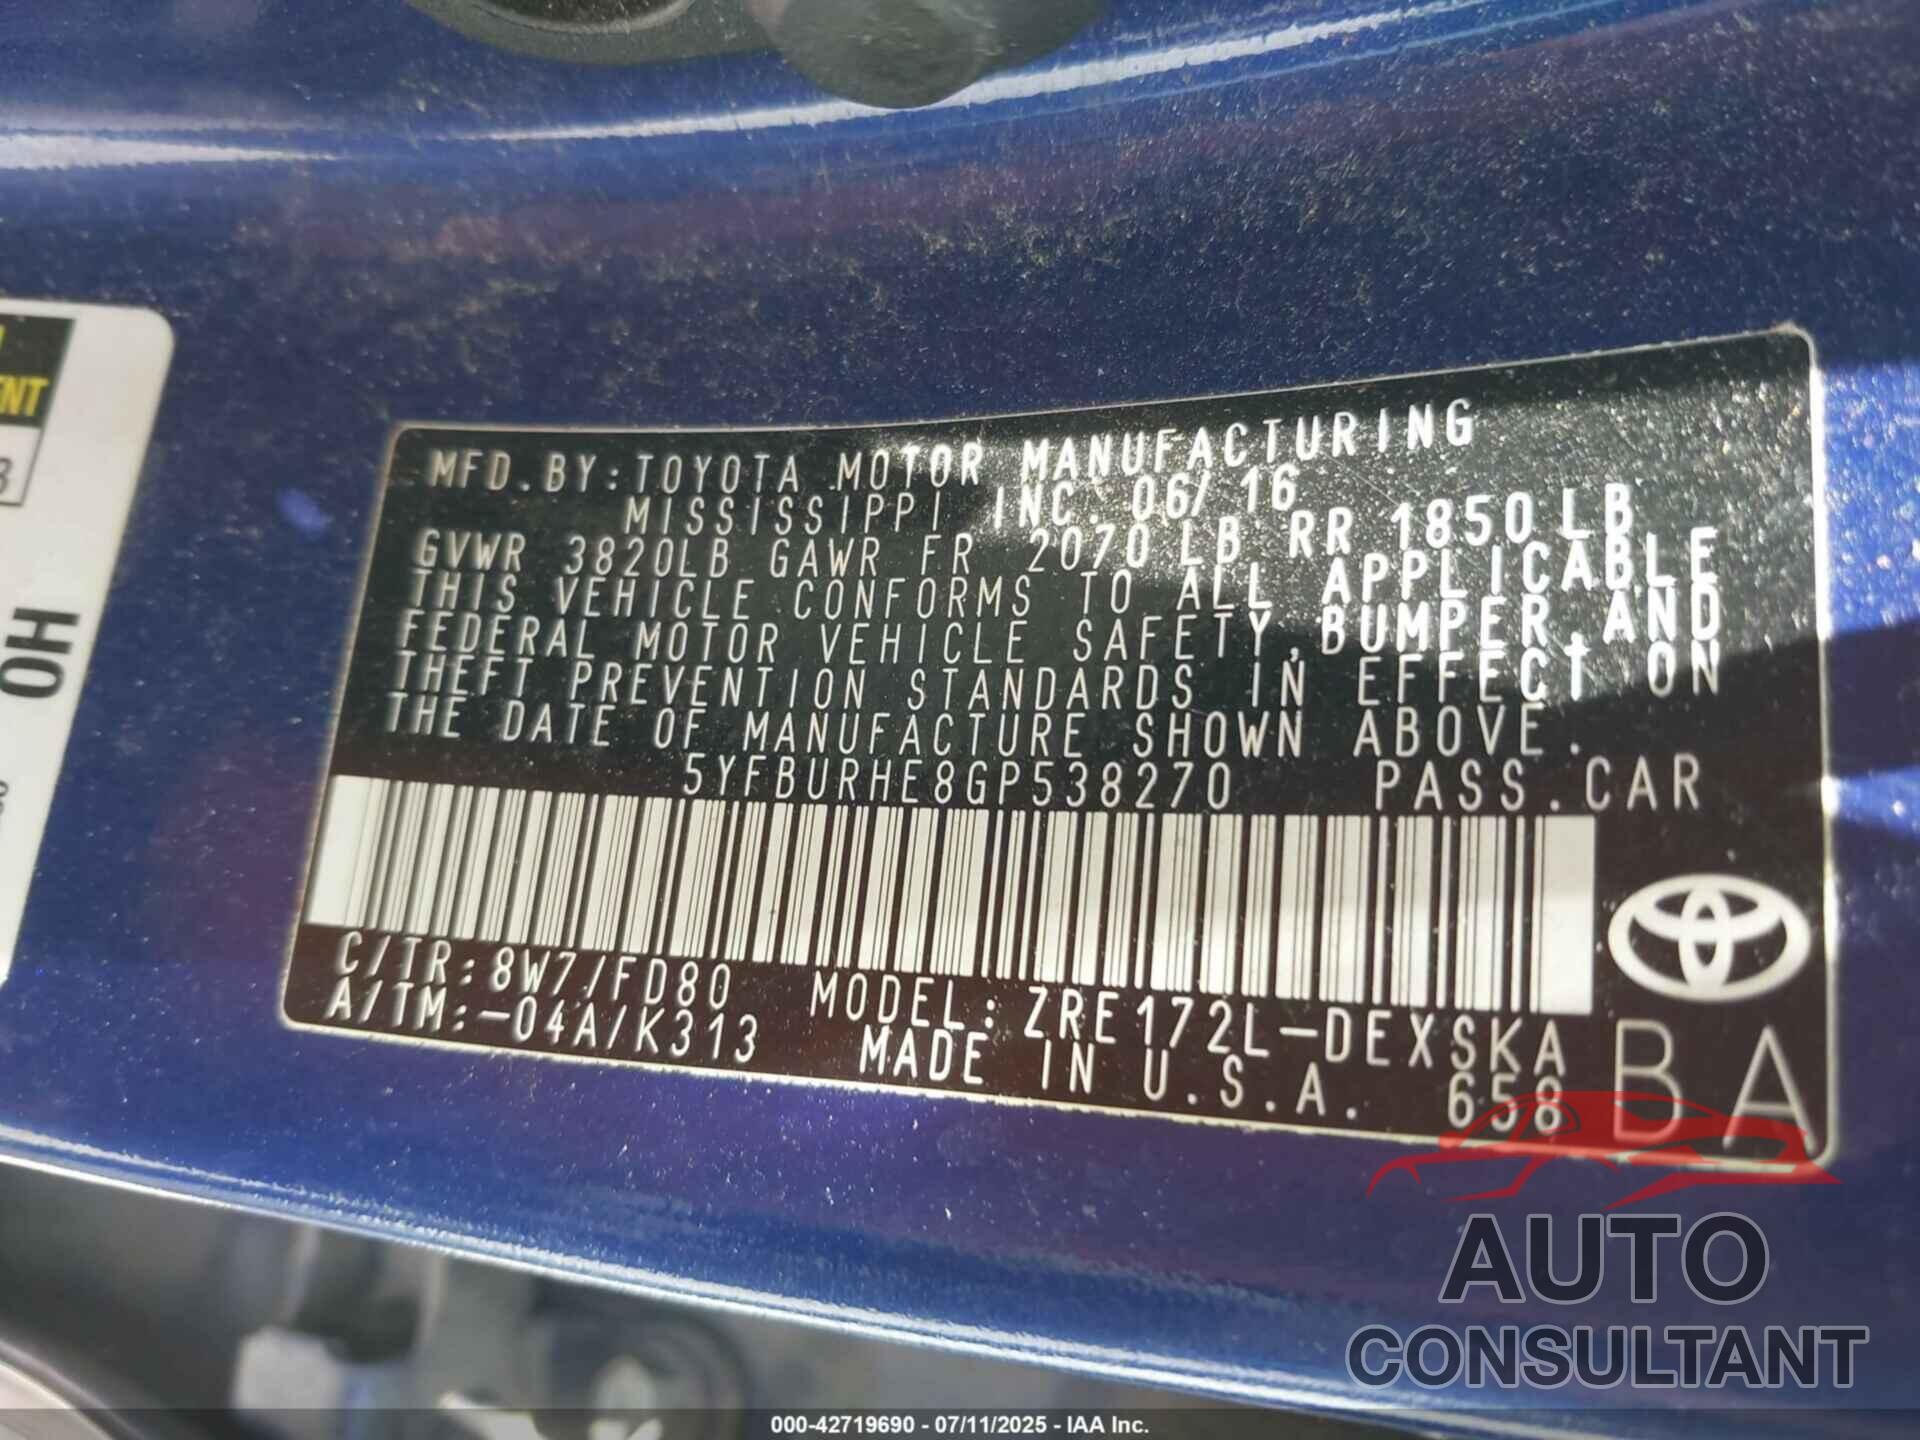 ENT
3
OH
MFD.BY:TOYOTA MOTOR MANUFACTURING
MISSISSIPPI INC. 06/16
GVWR 3820LB GAWR FR 2070LB RR 1850LB
THIS VEHICLE CONFORMS TO ALL APPLICABLE
FEDERAL MOTOR VEHICLE SAFETY, BUMPER, AND
THEFT PREVENTION STANDARDS IN EFFECT ON
THE DATE OF MANUFACTURE SHOWN ABOVE.
5YFBURHE8GP538270 PASS.CAR
C/TR:8W7/FD80 MODEL:ZRE172L-DEXSKA
A/TM:-04A/K313 MADE IN U.S.A. 658
BA
AUTO
CONSULTANT
000-42719690 - 07/11/2025 - IAA Inc.